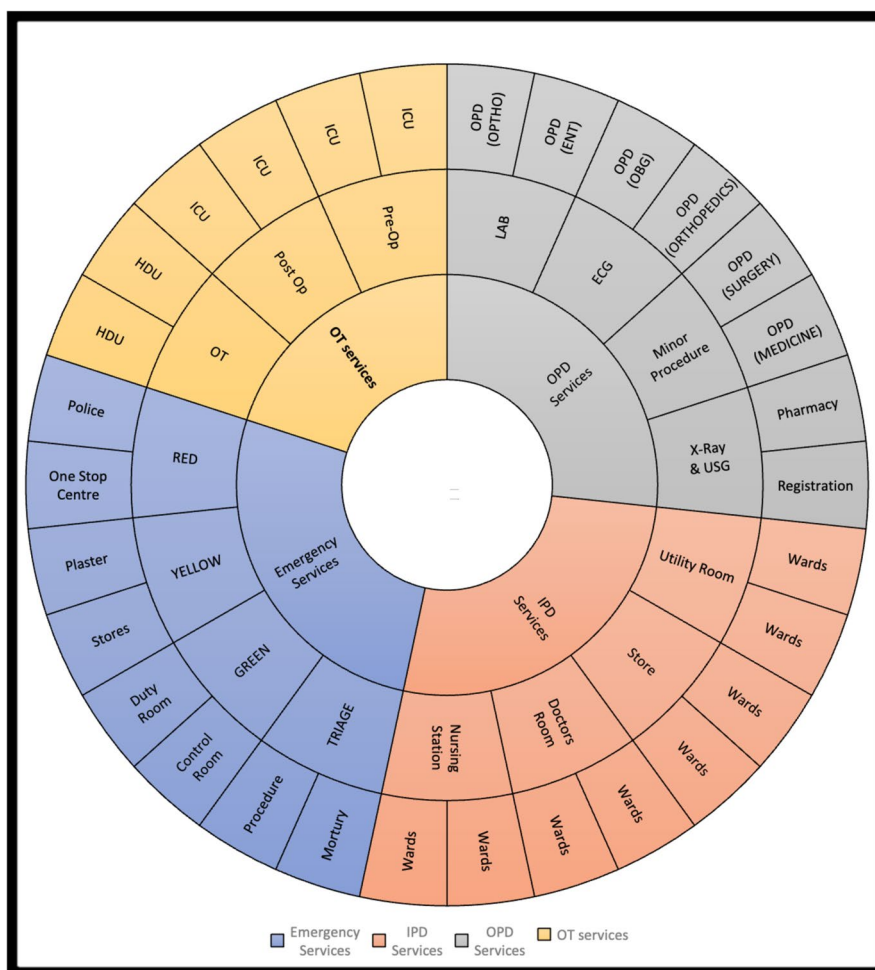 ICU
ICU
ICU
ICU
HDU
HDU
Pre-Op
Post Op
OT
OT services
OPD
(OPTHO)
OPD
(ENT)
OPD
(OBG)
OPD
(ORTHOPEDICS)
OPD
(SURGERY)
OPD
(MEDICINE)
Pharmacy
Registration
LAB
ECG
Minor
Procedure
X-Ray
& USG
OPD
Services
Police
One Stop
Centre
Plaster
Stores
Duty
Room
Control
Room
Procedure
Mortury
RED
YELLOW
GREEN
TRIAGE
Emergency
Services
IPD
Services
Utility Room
Store
Doctors
Room
Nursing
Station
Wards
Wards
Wards
Wards
Wards
Wards
Wards
Wards
Emergency
Services
IPD
Services
OPD
Services
OT services